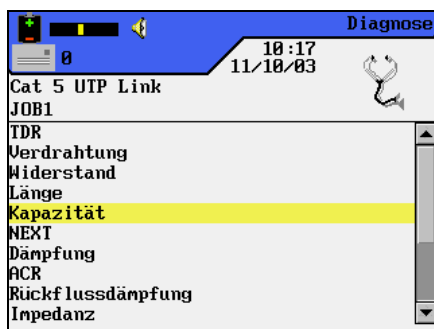 Diagnose
0
10:17
11/10/03
Cat 5 UTP Link
JOB1
TDR
Verdrahtung
Widerstand
Länge
Kapazität
NEXT
Dämpfung
ACR
Rückflussdämpfung
Impedanz